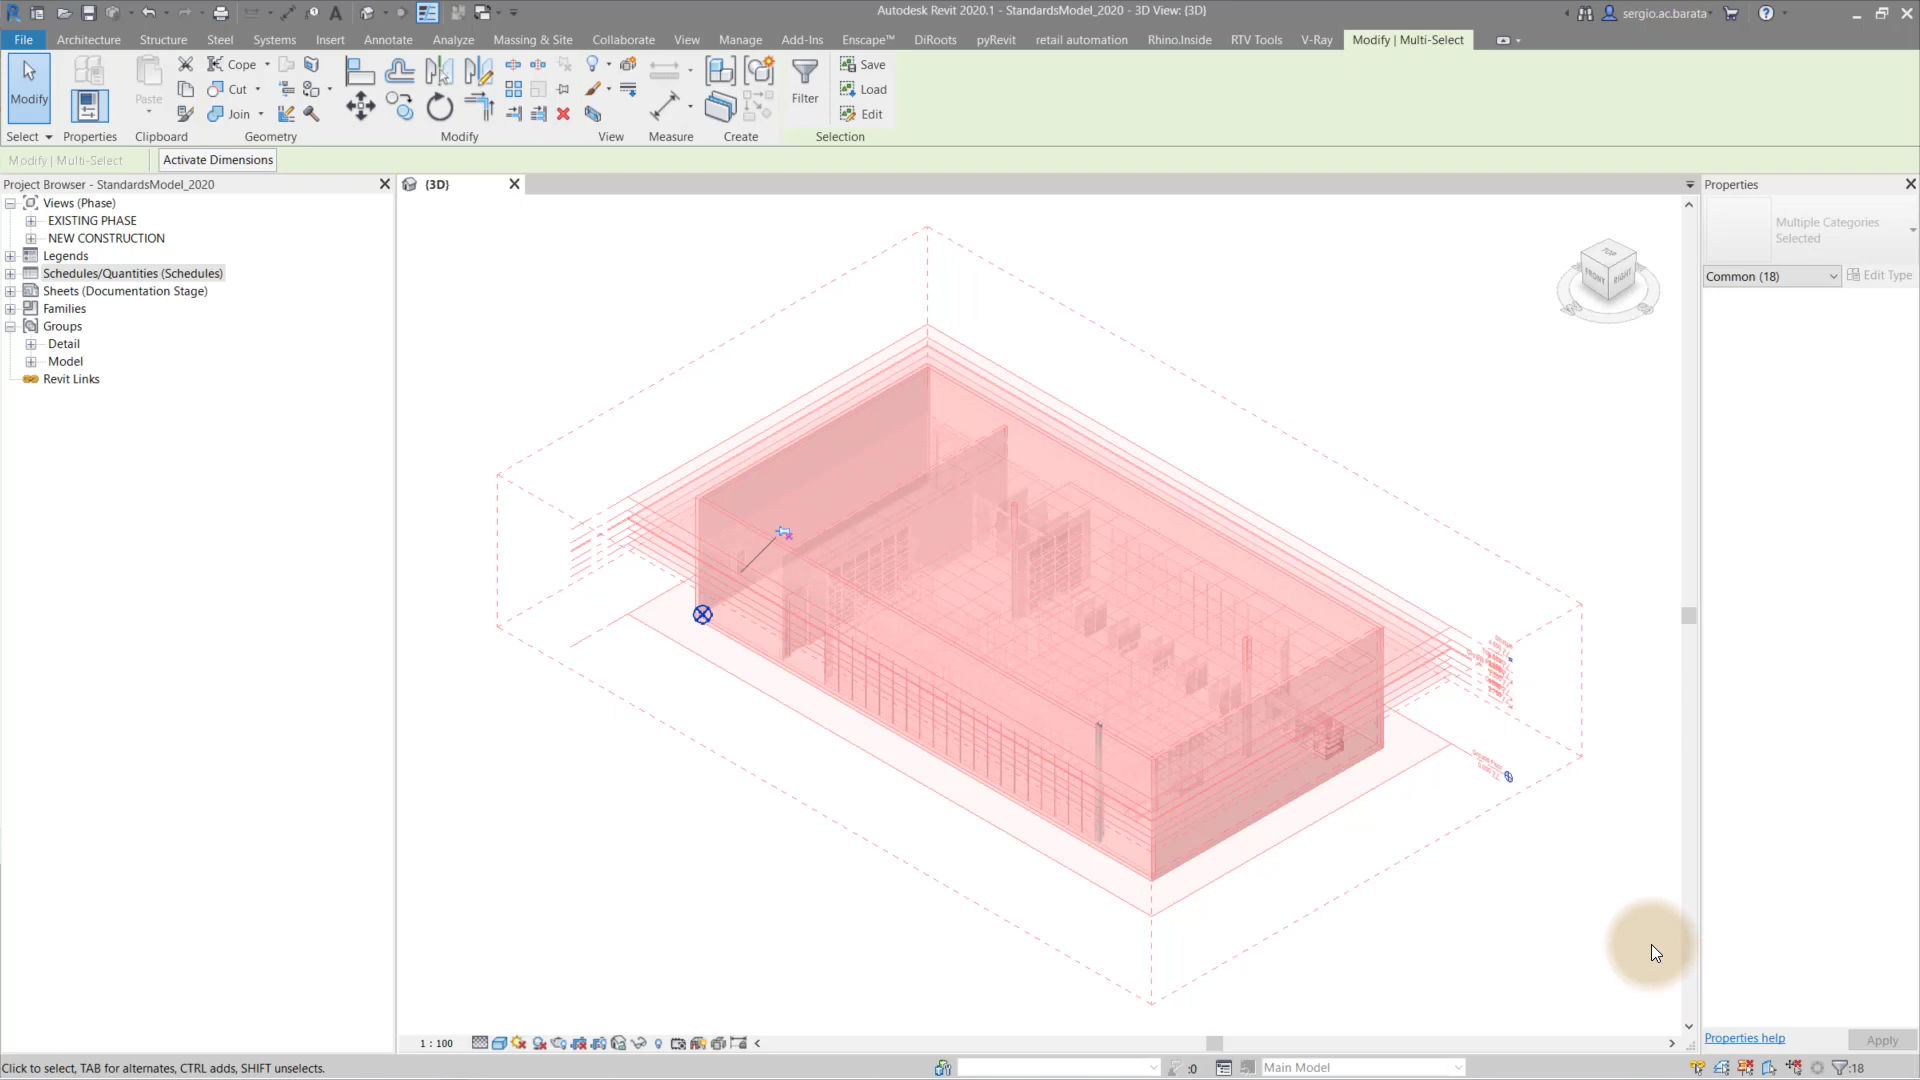 Autodesk Revit 2020.1 - StandardsModel_2020 - 3D View: {3D}
sergio.ac.barata
File Architecture Structure Steel Systems Insert Annotate Analyze Massing & Site Collaborate View Manage Add-Ins Enscape™ DiRoots pyRevit retail automation Rhino.Inside RTV Tools V-Ray Modify | Multi-Select
Modify
Paste
Cope
Cut
Join
Filter
Save
Load
Edit
Select Properties Clipboard Geometry Modify View Measure Create Selection
Modify | Multi-Select Activate Dimensions
Project Browser - StandardsModel_2020
Views (Phase)
EXISTING PHASE
NEW CONSTRUCTION
Legends
Schedules/Quantities (Schedules)
Sheets (Documentation Stage)
Families
Groups
Detail
Model
Revit Links
{3D}
TOP
FRONT
RIGHT
Properties
Multiple Categories
Selected
Common (18)
Edit Type
Properties help
Apply
1 : 100
Click to select, TAB for alternates, CTRL adds, SHIFT unselects.
:0
Main Model
:18